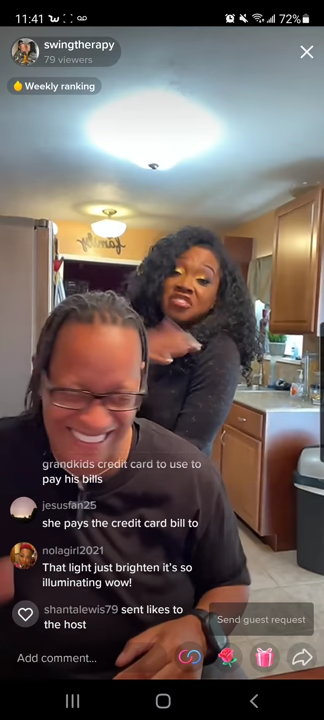 11:41
72%
swingtherapy
79 viewers
Weekly ranking
family
grandkids credit card to use to
pay his bills
jesusfan25
she pays the credit card bill to
nolagirl2021
That light just brighten it's so
illuminating wow!
shantalewis79 sent likes to
the host
Send guest request
Add comment...